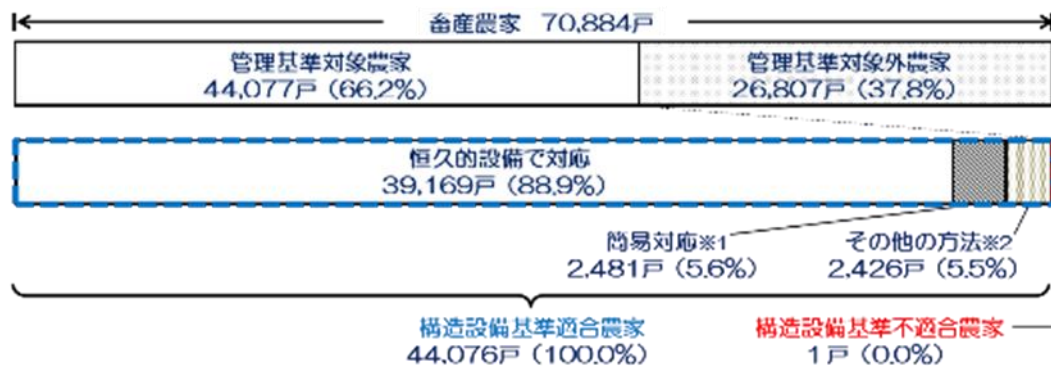 畜産農家 70,884戸
管理基準対象農家
44,077戸 (66.2%)
管理基準対象外農家
26,807戸 (37.8%)
恒久的設備で対応
39,169戸 (88.9%)
簡易対応※1
2,481戸 (5.6%)
その他の方法※2
2,426戸 (5.5%)
構造設備基準適合農家
44,076戸 (100.0%)
構造設備基準不適合農家
1戸 (0.0%)